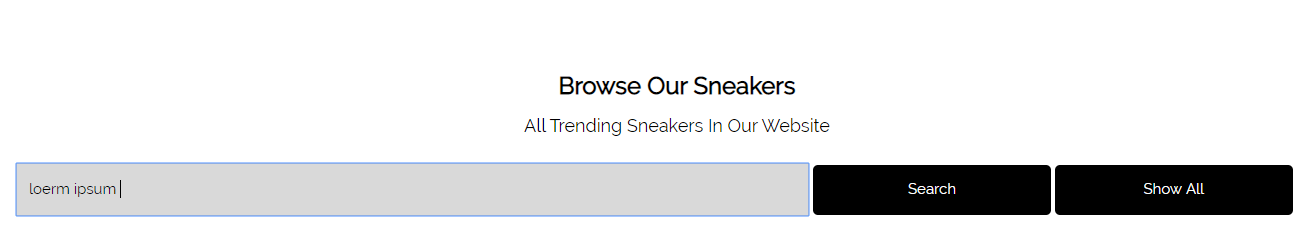 Browse Our Sneakers
All Trending Sneakers In Our Website
loerm ipsum Search Show All